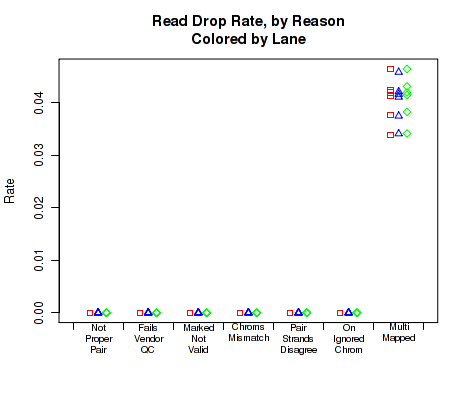 Read Drop Rate, by Reason
Colored by Lane
Rate
0.04
0.03
0.02
0.01
0.00
Not
Proper
Pair
Fails
Vendor
QC
Marked
Not
Valid
Chroms
Mismatch
Pair
Strands
Disagree
On
Ignored
Chrom
Multi
Mapped